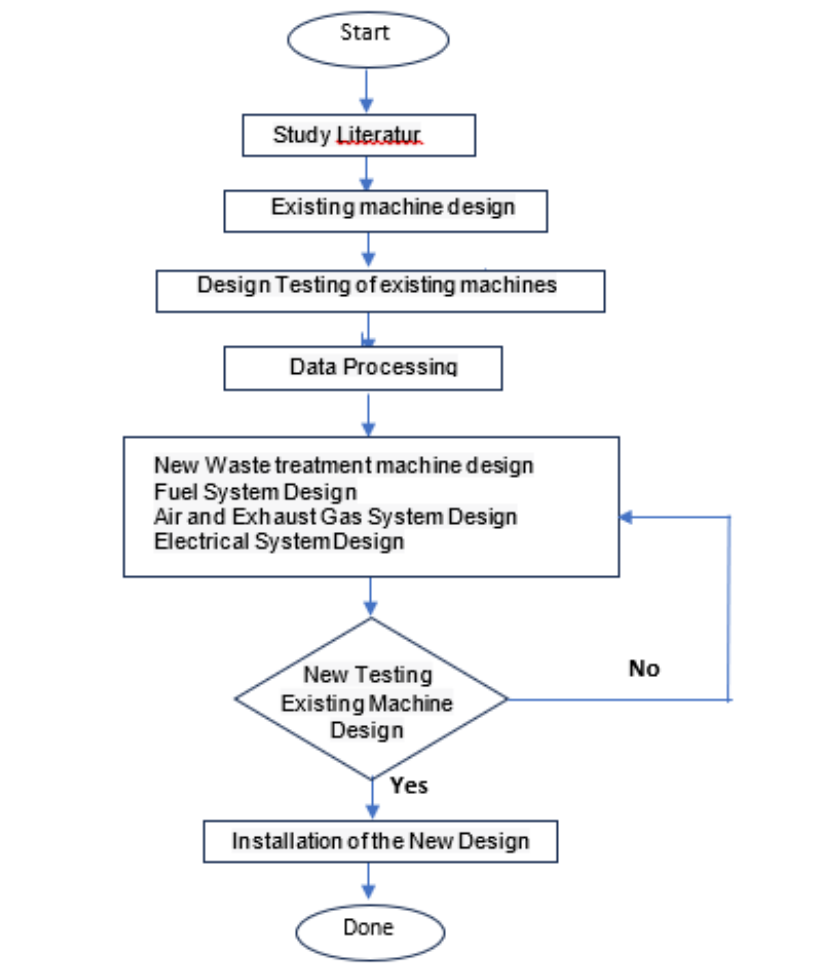 Start
Study Literatur
Existing machine design
Design Testing of existing machines
Data Processing
New Waste treatment machine design
Fuel System Design
Air and Exhaust Gas System Design
Electrical System Design
New Testing
Existing Machine
Design
No
Yes
Installation of the New Design
Done